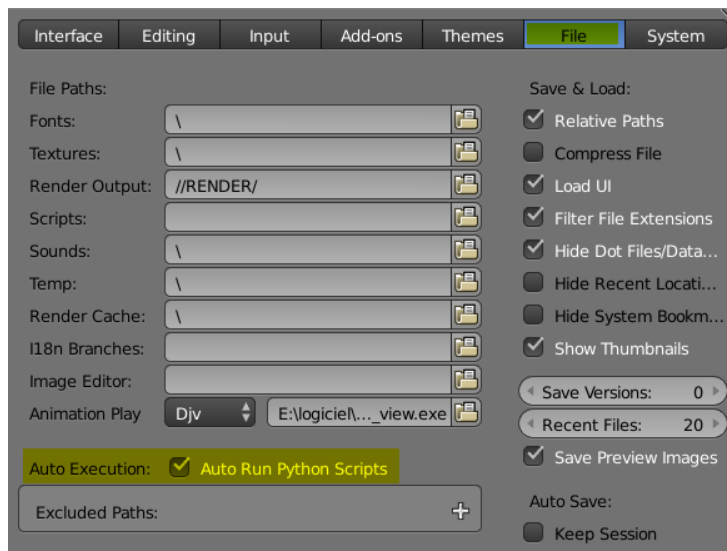 Interface Editing Input Add-ons Themes File System
File Paths:
Fonts: \
Textures: \
Render Output: //RENDER/
Scripts:
Sounds: \
Temp: \
Render Cache: \
I18n Branches:
Image Editor:
Animation Play Djv E:\logiciel\..._view.exe
Auto Execution: Auto Run Python Scripts
Excluded Paths:
Save & Load:
Relative Paths
Compress File
Load UI
Filter File Extensions
Hide Dot Files/Data...
Hide Recent Locati...
Hide System Bookm...
Show Thumbnails
Save Versions: 0
Recent Files: 20
Save Preview Images
Auto Save:
Keep Session